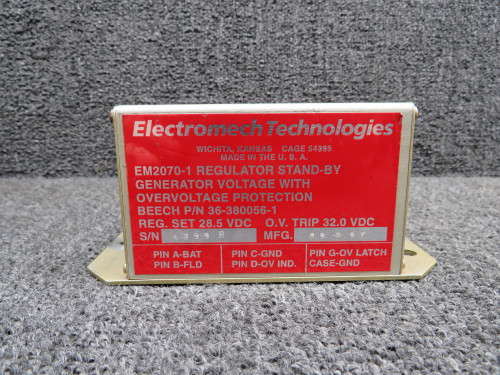 Electromech Technologies
WICHITA, KANSAS CAGE 54395
MADE IN THE U. S. A.
EM2070-1 REGULATOR STAND-BY
GENERATOR VOLTAGE WITH
OVERVOLTAGE PROTECTION
BEECH P/N 36-380056-1
REG. SET 28.5 VDC O.V. TRIP 32.0 VDC
S/N MFG.
PIN A-BAT PIN C-GND PIN G-OV LATCH
PIN B-FLD PIN D-OV IND. CASE-GND